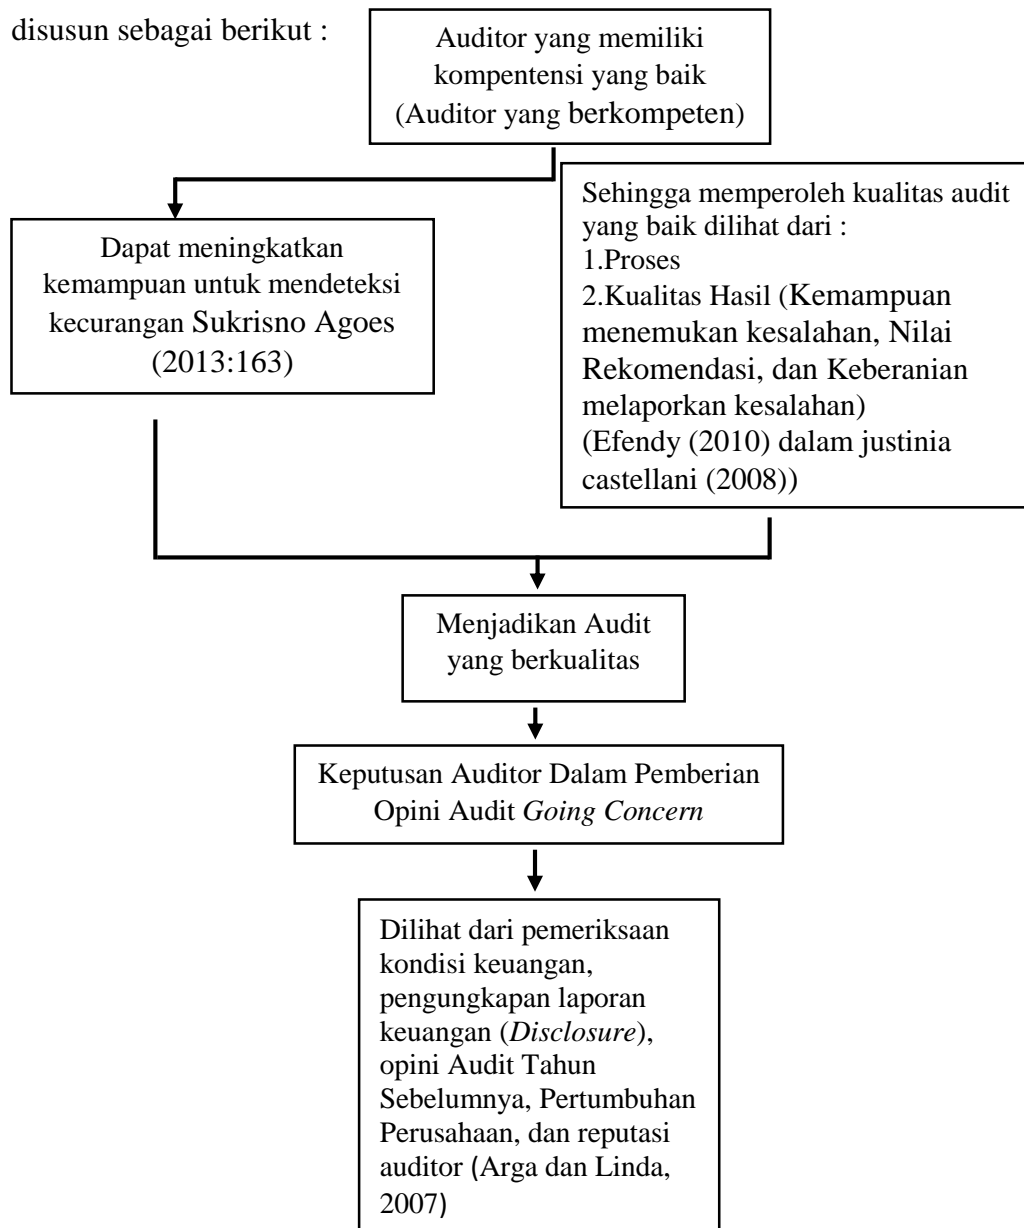 disusun sebagai berikut :
Auditor yang memiliki
kompentensi yang baik
(Auditor yang berkompeten)
Dapat meningkatkan
kemampuan untuk mendeteksi
kecurangan Sukrisno Agoes
(2013:163)
Sehingga memperoleh kualitas audit
yang baik dilihat dari :
1.Proses
2.Kualitas Hasil (Kemampuan
menemukan kesalahan, Nilai
Rekomendasi, dan Keberanian
melaporkan kesalahan)
(Efendy (2010) dalam justinia
castellani (2008))
Menjadikan Audit
yang berkualitas
Keputusan Auditor Dalam Pemberian
Opini Audit Going Concern
Dilihat dari pemeriksaan
kondisi keuangan,
pengungkapan laporan
keuangan (Disclosure),
opini Audit Tahun
Sebelumnya, Pertumbuhan
Perusahaan, dan reputasi
auditor (Arga dan Linda,
2007)